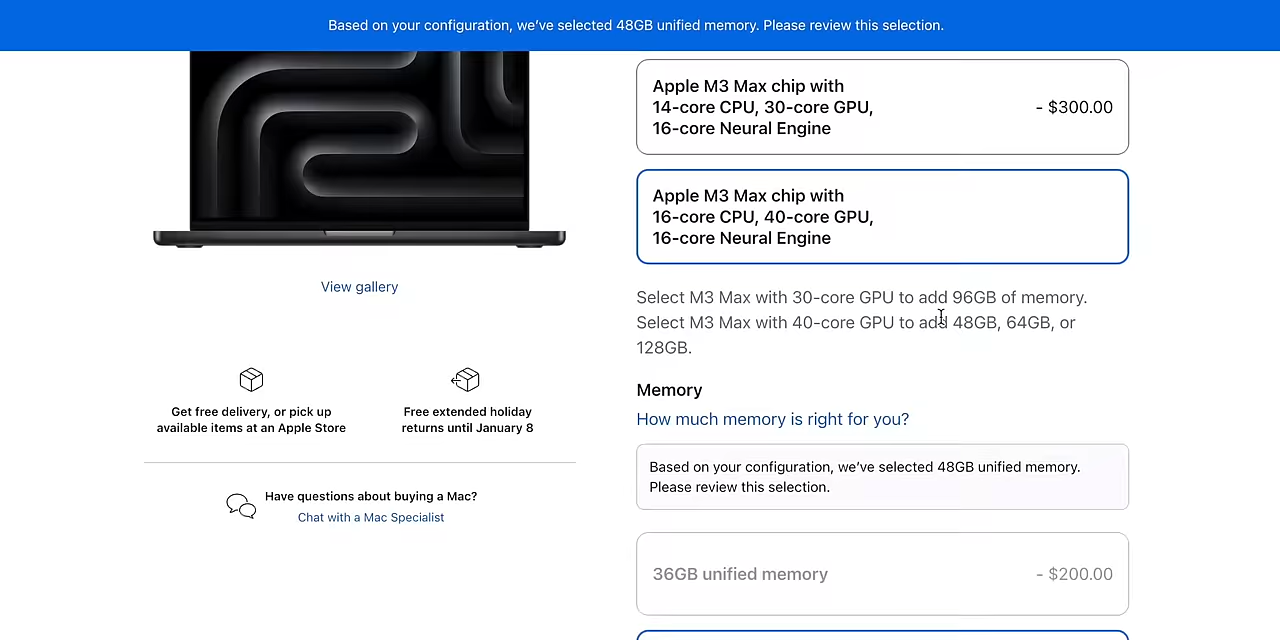 Based on your configuration, we’ve selected 48GB unified memory. Please review this selection.
Apple M3 Max chip with
14-core CPU, 30-core GPU,
16-core Neural Engine
- $300.00
Apple M3 Max chip with
16-core CPU, 40-core GPU,
16-core Neural Engine
View gallery
Select M3 Max with 30-core GPU to add 96GB of memory.
Select M3 Max with 40-core GPU to add 48GB, 64GB, or
128GB.
Get free delivery, or pick up
available items at an Apple Store
Free extended holiday
returns until January 8
Memory
How much memory is right for you?
Based on your configuration, we’ve selected 48GB unified memory.
Please review this selection.
Have questions about buying a Mac?
Chat with a Mac Specialist
36GB unified memory
- $200.00